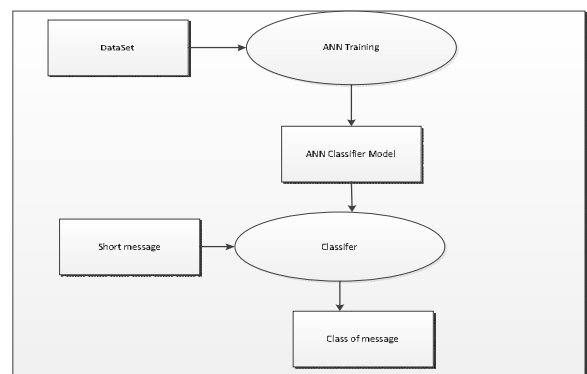 DataSet
ANN Training
ANN Classifier Model
Short message
Classifer
Class of message